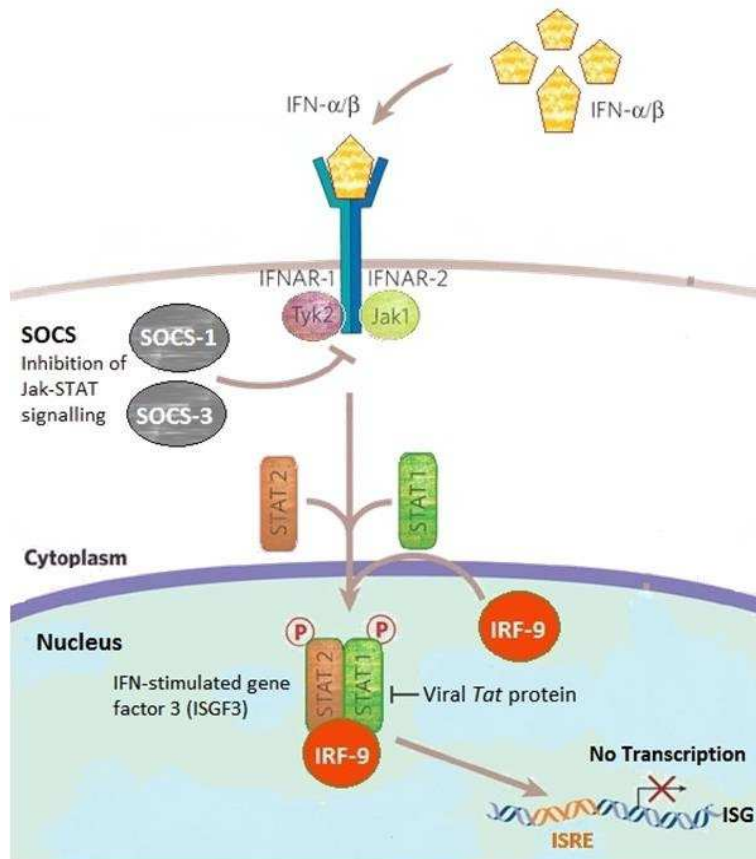 IFN-α/β
IFN-α/β
IFNAR-1
IFNAR-2
Tyk2
Jak1
SOCS
Inhibition of
Jak-STAT
signalling
SOCS-1
SOCS-3
STAT 2
STAT 1
Cytoplasm
Nucleus
IRF-9
P
P
STAT 2
STAT 1
IFN-stimulated gene
factor 3 (ISGF3)
Viral Tat protein
IRF-9
No Transcription
ISG
ISRE